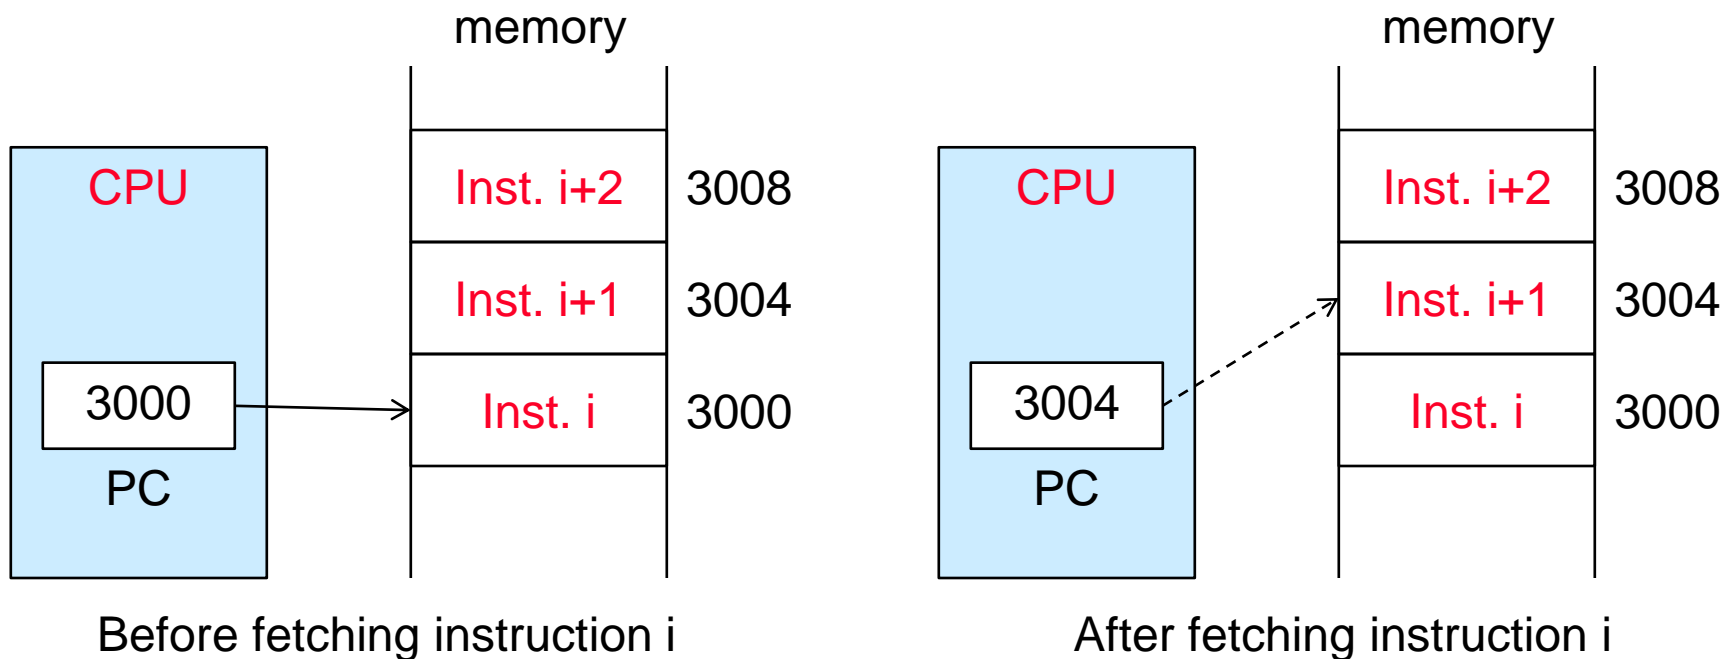 memory
CPU
Inst. i+2
3008
Inst. i+1
3004
3000
Inst. i
3000
PC
Before fetching instruction i
memory
CPU
Inst. i+2
3008
Inst. i+1
3004
3004
Inst. i
3000
PC
After fetching instruction i